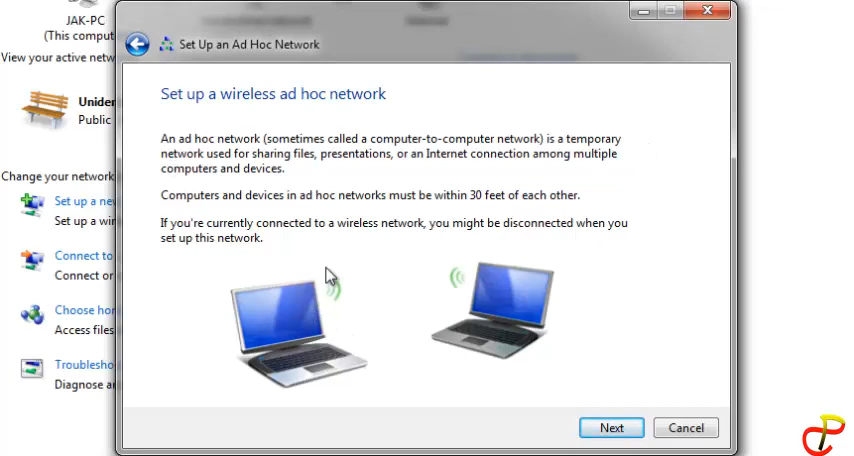 JAK-PC
(This comput
View your active netw
Uniden
Public
Change your network
Set up a new
Set up a wir
Connect to
Connect or
Choose hom
Access files
Troublesho
Diagnose an
Set Up an Ad Hoc Network
Set up a wireless ad hoc network
An ad hoc network (sometimes called a computer-to-computer network) is a temporary
network used for sharing files, presentations, or an Internet connection among multiple
computers and devices.
Computers and devices in ad hoc networks must be within 30 feet of each other.
If you're currently connected to a wireless network, you might be disconnected when you
set up this network.
Next
Cancel